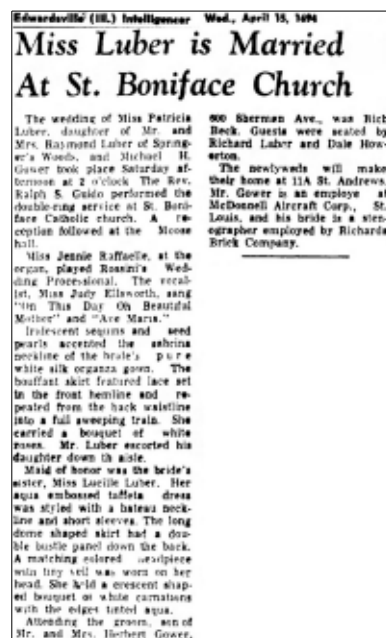 Edwardsville (Ill.) Intelligencer Wed., April 15, 1964
Miss Luber is Married
At St. Boniface Church
The wedding of Miss Patricia
Luber, daughter of Mr. and
Mrs. Raymond Luber of Spring-
er's Woods, and Michael H.
Gower took place Saturday af-
ternoon at 2 o'clock. The Rev.
Ralph S. Guido performed the
double-ring service at St. Boni-
face Catholic church. A re-
ception followed at the Moose
hall.
Miss Jennie Raffaelle, at the
organ, played Rossini's Wed-
ding Processional. The vocal-
ist, Miss Judy Ellsworth, sang
"On This Day Oh Beautiful
Mother" and "Ave Maria."
Iridescent sequins and seed
pearls accented the sabrina
neckline of the bride's pure
white silk organza gown. The
bouffant skirt featured lace set
in the front hemline and re-
peated from the back waistline
into a full sweeping train. She
carried a bouquet of white
roses. Mr. Luber escorted his
daughter down th aisle.
Maid of honor was the bride's
sister, Miss Lucille Luber. Her
aqua embossed taffeta dress
was styled with a bateau neck-
line and short sleeves. The long
dome shaped skirt had a dou-
ble bustle panel down the back.
A matching colored headpiece
with tiny veil was worn on her
head. She held a crescent shap-
ed bouquet of white carnations
with the edges tinted aqua.
Attending the groom, son of
Mr. and Mrs. Herbert Gower,
600 Sherman Ave., was Rich
Beck. Guests were seated by
Richard Luber and Dale How-
erton.
The newlyweds will make
their home at 11A St. Andrews.
Mr. Gower is an employe at
McDonnell Aircraft Corp., St.
Louis, and his bride is a sten-
ographer employed by Richards
Brick Company.